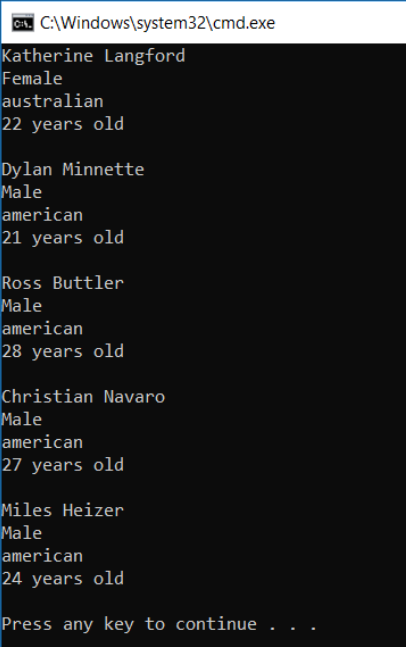 C:\Windows\system32\cmd.exe
Katherine Langford
Female
australian
22 years old
Dylan Minnette
Male
american
21 years old
Ross Buttler
Male
american
28 years old
Christian Navaro
Male
american
27 years old
Miles Heizer
Male
american
24 years old
Press any key to continue . . .